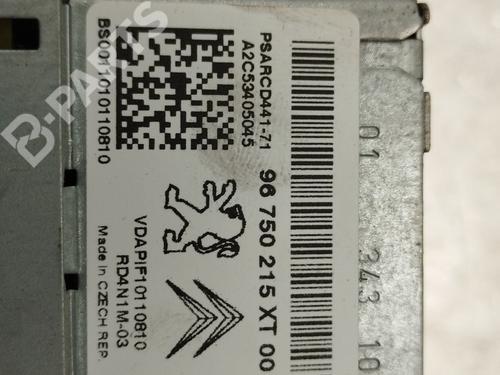 PSARCD441-71
A2C53405045
BS0011010110810
96 750 215 XT 00
VDAPIF10110810
RD4N1M-03
Made in CZECH REP.
01 343 10
B-PARTS